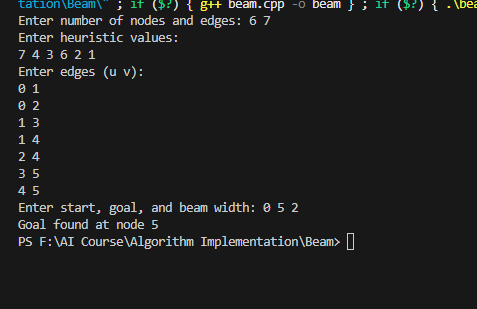 tation\Beam\" ; if ($?) { g++ beam.cpp -o beam } ; if ($?) { .\bea
Enter number of nodes and edges: 6 7
Enter heuristic values:
7 4 3 6 2 1
Enter edges (u v):
0 1
0 2
1 3
1 4
2 4
3 5
4 5
Enter start, goal, and beam width: 0 5 2
Goal found at node 5
PS F:\AI Course\Algorithm Implementation\Beam>